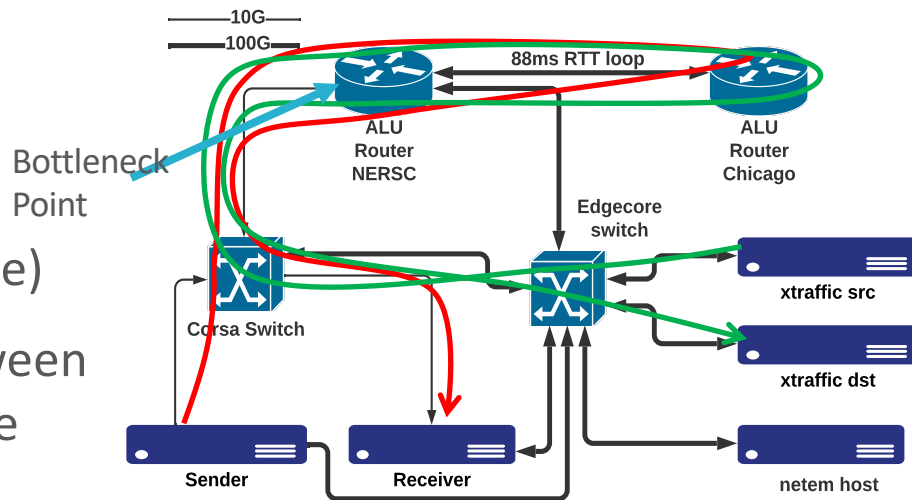 10G
100G
88ms RTT loop
ALU
Router
NERSC
ALU
Router
Chicago
Bottleneck
Point
Edgecore
switch
e)
xtraffic src
Corsa Switch
veen
xtraffic dst
e
Sender
Receiver
netem host